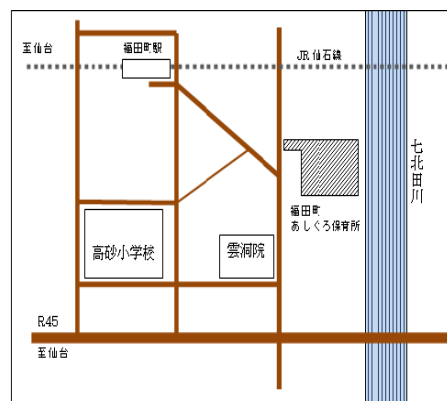 至仙台
福田町駅
JR 仙石線
七北田川
福田町
あしぐろ保育所
高砂小学校
雲洞院
R45
至仙台